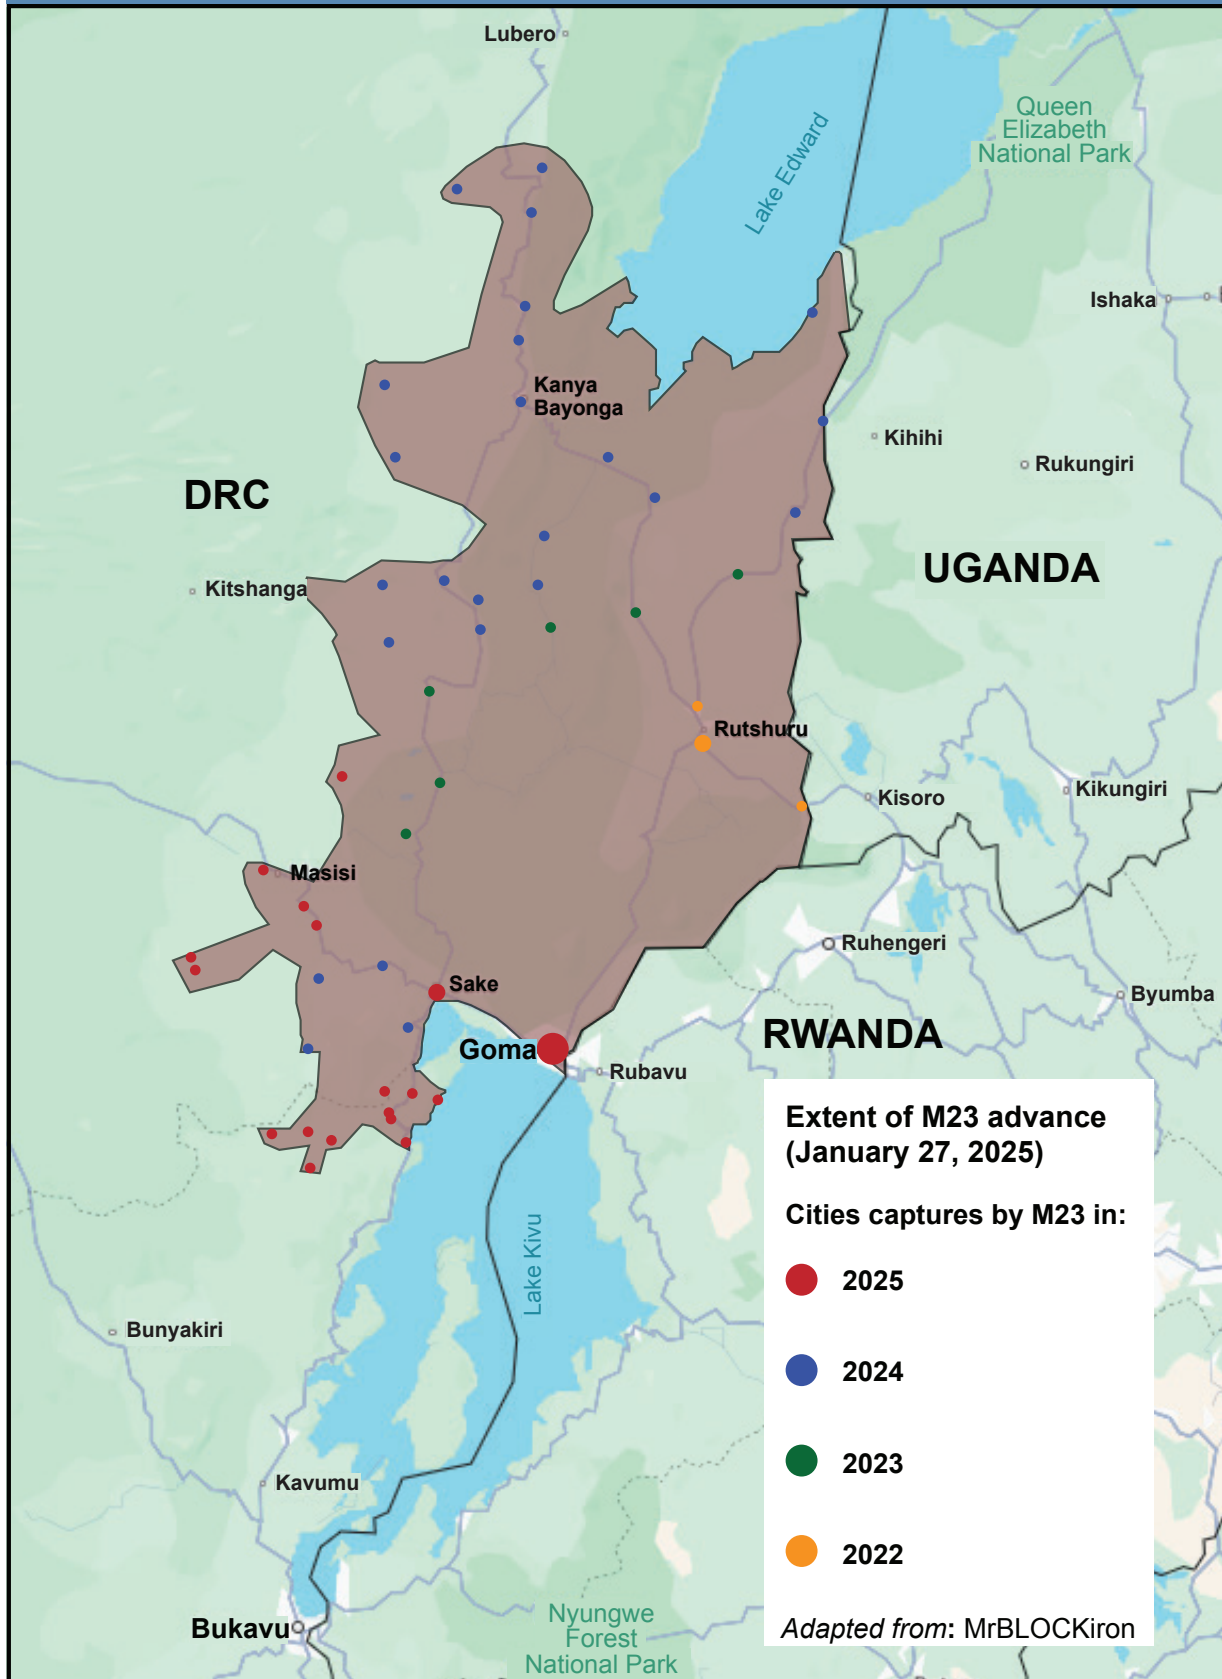 Lubero
Queen
Elizabeth
National Park
Lake Edward
Ishaka
Kanya
Bayonga
Kihihi
Rukungiri
DRC
UGANDA
Kitshanga
Rutshuru
Kisoro
Kikungiri
Masisi
Ruhengeri
Sake
Byumba
RWANDA
Goma
Rubavu
Extent of M23 advance
(January 27, 2025)
Cities captures by M23 in:
2025
2024
2023
2022
Adapted from: MrBLOCKiron
Lake Kivu
Bunyakiri
Kavumu
Bukavu
Nyungwe
Forest
National Park